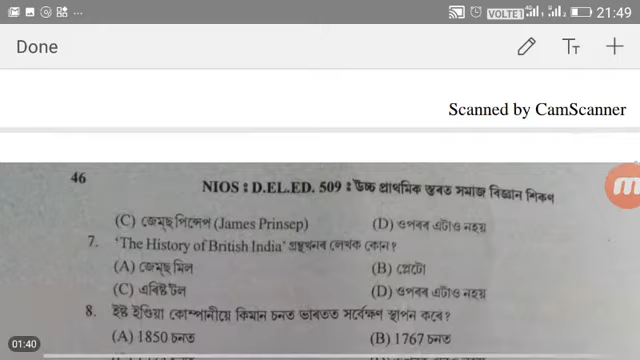 VOLTE1 21:49
Done
Scanned by CamScanner
46
NIOS : D.EL.ED. 509 : উচ্চ প্ৰাথমিক স্তৰত সমাজ বিজ্ঞান শিকণ
(C) জেম্‌ছ পিন্সেপ (James Prinsep) (D) ওপৰৰ এটাও নহয়
7. ‘The History of British India’ গ্ৰন্থখনৰ লেখক কোন?
(A) জেম্‌ছ মিল (B) প্লেটো
(C) এৰিষ্টটল (D) ওপৰৰ এটাও নহয়
8. ইষ্ট ইণ্ডিয়া কোম্পানীয়ে কিমান চনত ভাৰতত সৰ্বেক্ষণ স্থাপন কৰে?
(A) 1850 চনত (B) 1767 চনত
01:40